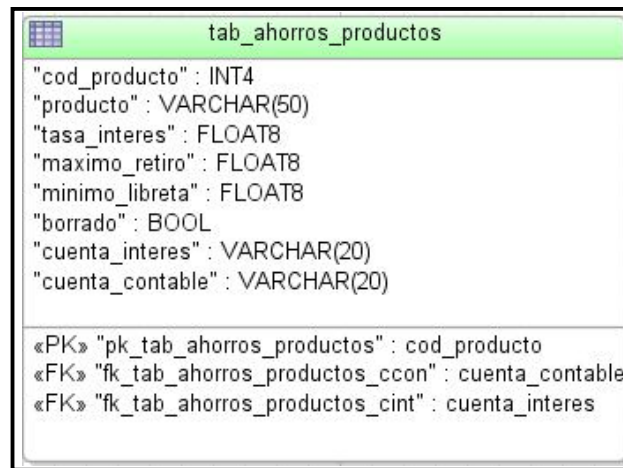 tab_ahorros_productos
"cod_producto" : INT4
"producto" : VARCHAR(50)
"tasa_interes" : FLOAT8
"maximo_retiro" : FLOAT8
"minimo_libreta" : FLOAT8
"borrado" : BOOL
"cuenta_interes" : VARCHAR(20)
"cuenta_contable" : VARCHAR(20)
«PK» "pk_tab_ahorros_productos" : cod_producto
«FK» "fk_tab_ahorros_productos_ccon" : cuenta_contable
«FK» "fk_tab_ahorros_productos_cint" : cuenta_interes